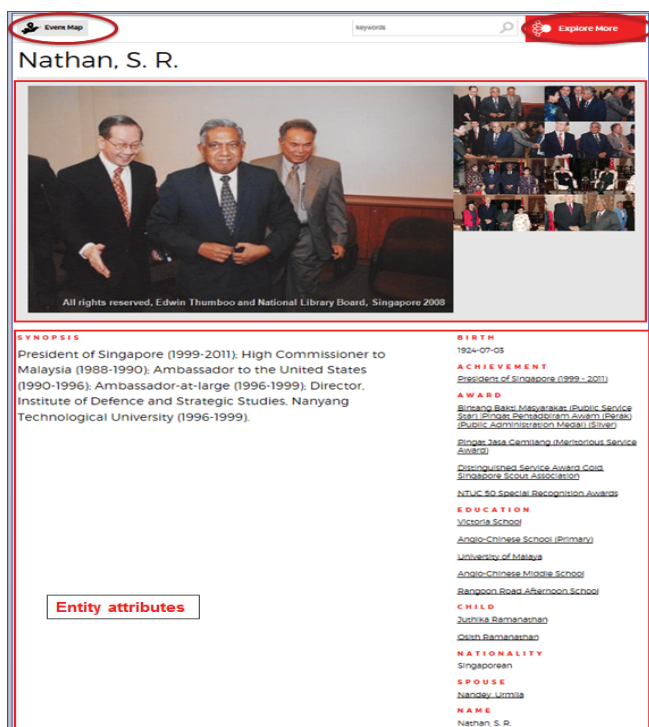 Event Map
keywords
Explore More
Nathan, S. R.
All rights reserved, Edwin Thumboo and National Library Board, Singapore 2008
SYNOPSIS
President of Singapore (1999-2011); High Commissioner to
Malaysia (1988-1990); Ambassador to the United States
(1990-1996); Ambassador-at-large (1996-1999); Director,
Institute of Defence and Strategic Studies, Nanyang
Technological University (1996-1999).
Entity attributes
BIRTH
1924-07-03
ACHIEVEMENT
President of Singapore (1999 - 2011)
AWARD
Bintang Bakti Masyarakat (Public Service
Star) |Pingat Pentadbiram Awam (Perak)
(Public Administration Medal) (Silver)
Pingat Jasa Gemilang (Meritorious Service
Award)
Distinguished Service Award Gold,
Singapore Scout Association
NTUC 50 Special Recognition Awards
EDUCATION
Victoria School
Anglo-Chinese School (Primary)
University of Malaya
Anglo-Chinese Middle School
Rangoon Road Afternoon School
CHILD
Juthika Ramanathan
Osith Ramanathan
NATIONALITY
Singaporean
SPOUSE
Nandey, Urmila
NAME
Nathan, S. R.